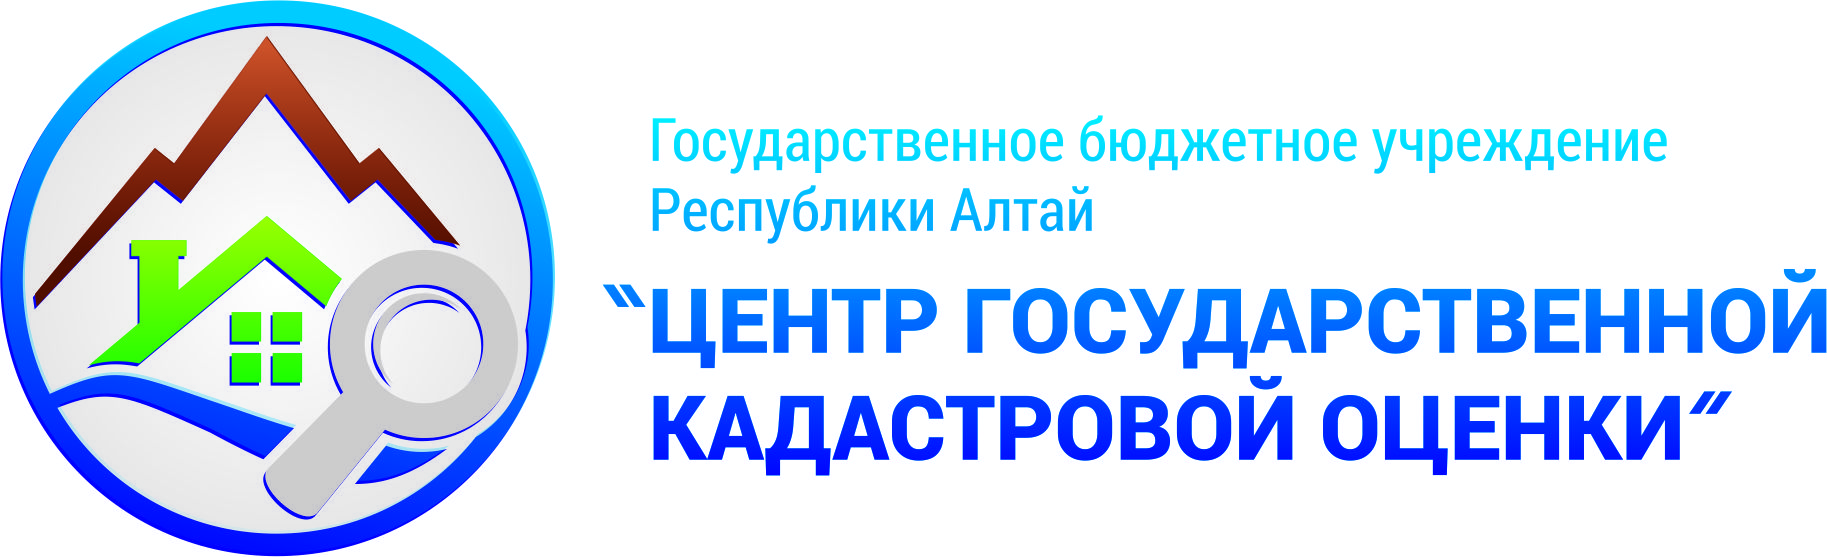 Государственное бюджетное учреждение
Республики Алтай
“ЦЕНТР ГОСУДАРСТВЕННОЙ
КАДАСТРОВОЙ ОЦЕНКИ”